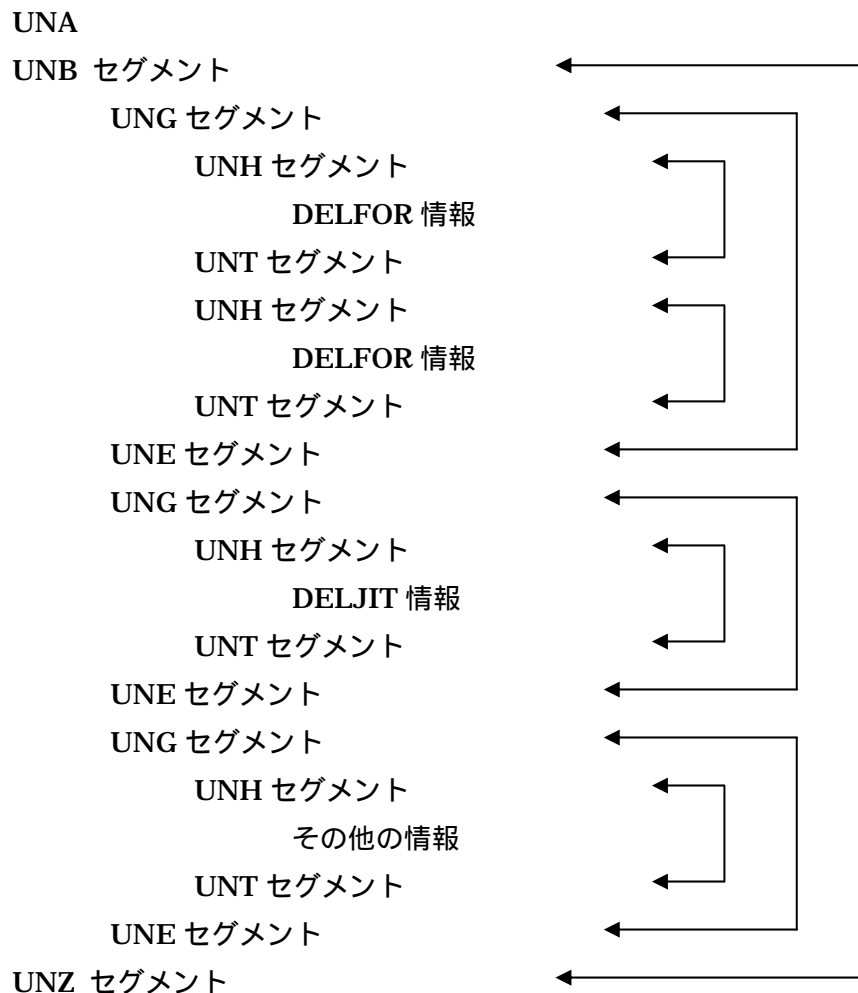 UNA
UNB セグメント
UNG セグメント
UNH セグメント
DELFOR 情報
UNT セグメント
UNH セグメント
DELFOR 情報
UNT セグメント
UNE セグメント
UNG セグメント
UNH セグメント
DELJIT 情報
UNT セグメント
UNE セグメント
UNG セグメント
UNH セグメント
その他の情報
UNT セグメント
UNE セグメント
UNZ セグメント